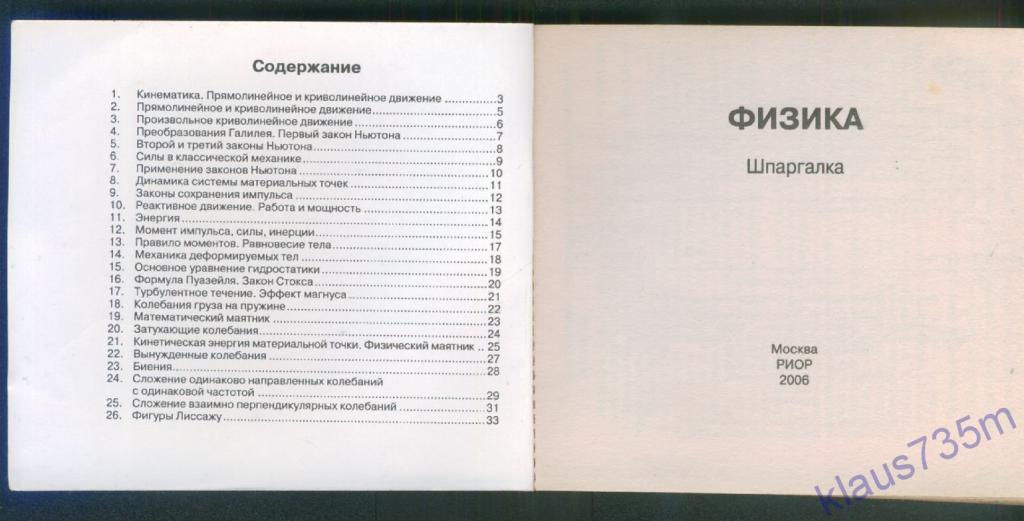 Содержание
1. Кинематика. Прямолинейное и криволинейное движение ........... 3
2. Прямолинейное и криволинейное движение ........... 5
3. Произвольное криволинейное движение ........... 6
4. Преобразования Галилея. Первый закон Ньютона ........... 7
5. Второй и третий законы Ньютона ........... 8
6. Силы в классической механике ........... 9
7. Применение законов Ньютона ........... 10
8. Динамика системы материальных точек ........... 11
9. Законы сохранения импульса ........... 12
10. Реактивное движение. Работа и мощность ........... 13
11. Энергия ........... 14
12. Момент импульса, силы, инерции ........... 15
13. Правило моментов. Равновесие тела ........... 17
14. Механика деформируемых тел ........... 18
15. Основное уравнение гидростатики ........... 19
16. Формула Пуазейля. Закон Стокса ........... 20
17. Турбулентное течение. Эффект магнуса ........... 21
18. Колебания груза на пружине ........... 22
19. Математический маятник ........... 23
20. Затухающие колебания ........... 24
21. Кинетическая энергия материальной точки. Физический маятник .. 25
22. Вынужденные колебания ........... 27
23. Биения ........... 28
24. Сложение одинаково направленных колебаний
с одинаковой частотой ........... 29
25. Сложение взаимно перпендикулярных колебаний ........... 31
26. Фигуры Лиссажу ........... 33
ФИЗИКА
Шпаргалка
Москва
РИОР
2006
klaus735m